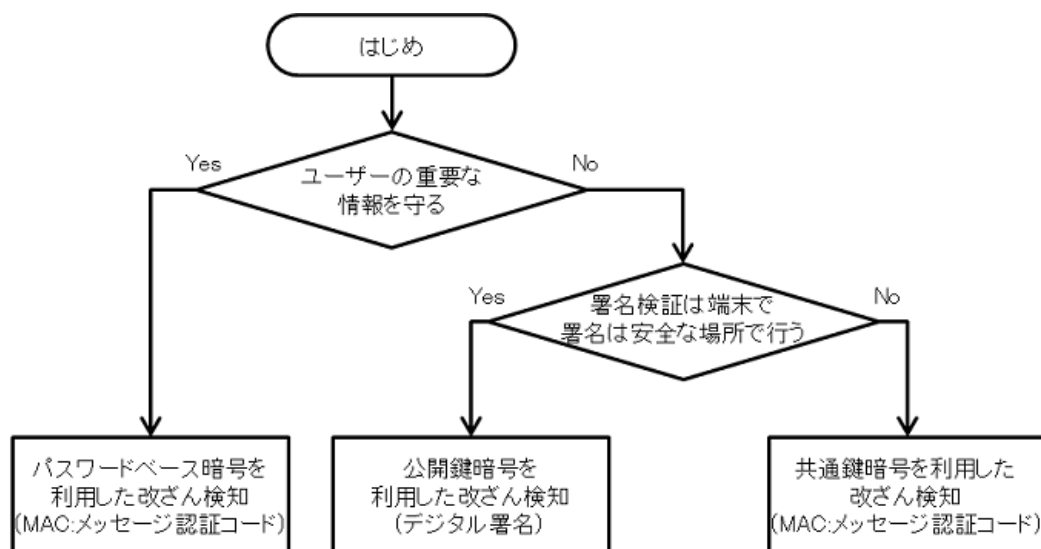 はじめ
Yes
No
ユーザーの重要な
情報を守る
Yes
No
署名検証は端末で
署名は安全な場所で行う
パスワードベース暗号を
利用した改ざん検知
(MAC:メッセージ認証コード)
公開鍵暗号を
利用した改ざん検知
(デジタル署名)
共通鍵暗号を利用した
改ざん検知
(MAC:メッセージ認証コード)